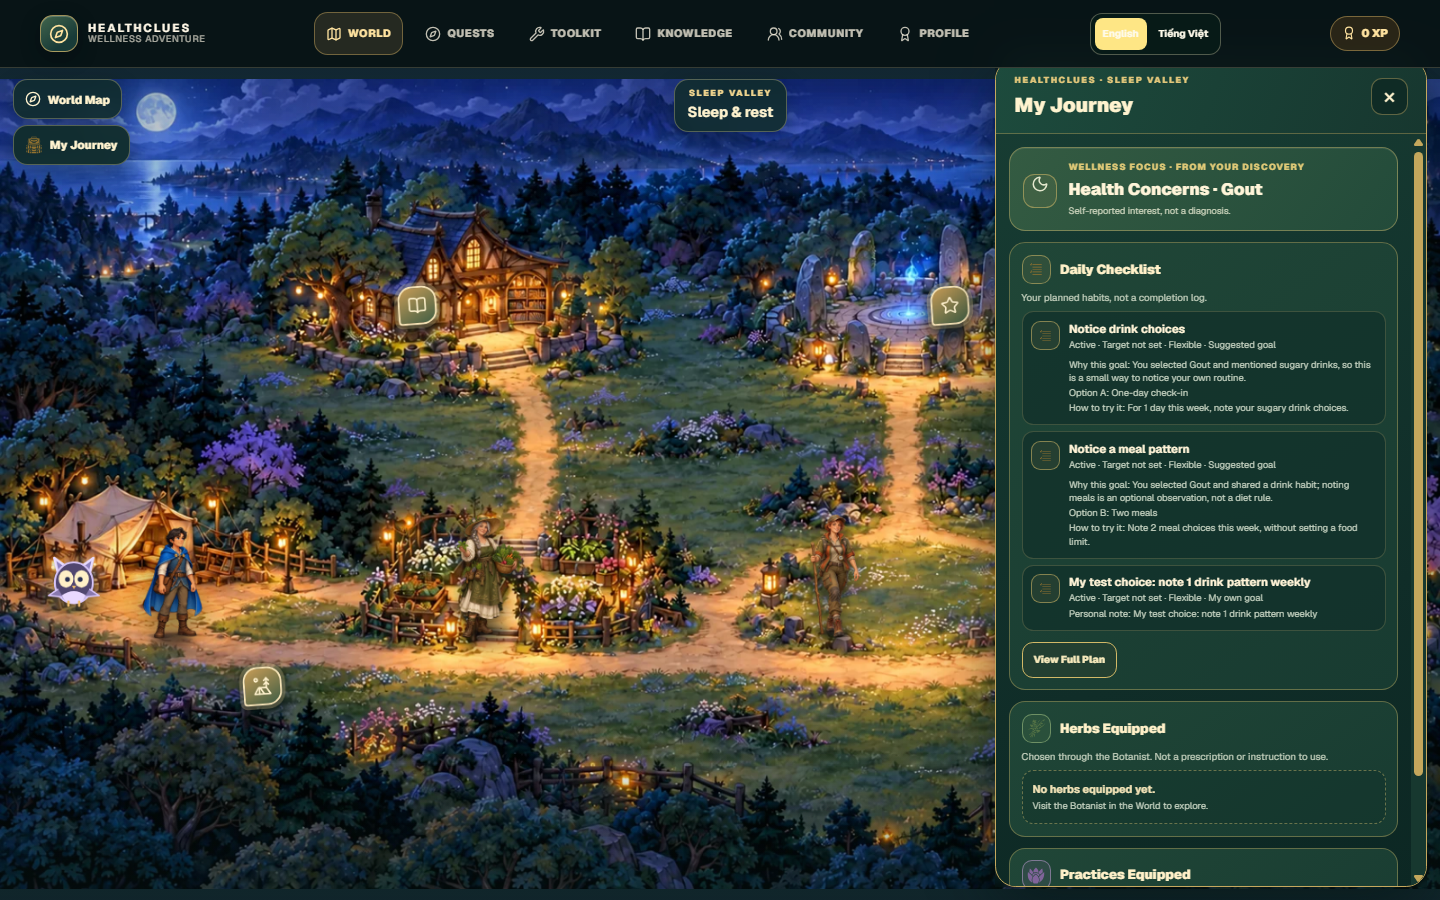 HEALTHCLUES
WELLNESS ADVENTURE
WORLD
QUESTS
TOOLKIT
KNOWLEDGE
COMMUNITY
PROFILE
English
Tiếng Việt
0 XP
World Map
My Journey
SLEEP VALLEY
Sleep & rest
HEALTHCLUES · SLEEP VALLEY
My Journey
WELLNESS FOCUS · FROM YOUR DISCOVERY
Health Concerns · Gout
Self-reported interest, not a diagnosis.
Daily Checklist
Your planned habits, not a completion log.
Notice drink choices
Active · Target not set · Flexible · Suggested goal
Why this goal: You selected Gout and mentioned sugary drinks, so this
is a small way to notice your own routine.
Option A: One-day check-in
How to try it: For 1 day this week, note your sugary drink choices.
Notice a meal pattern
Active · Target not set · Flexible · Suggested goal
Why this goal: You selected Gout and shared a drink habit; noting
meals is an optional observation, not a diet rule.
Option B: Two meals
How to try it: Note 2 meal choices this week, without setting a food
limit.
My test choice: note 1 drink pattern weekly
Active · Target not set · Flexible · My own goal
Personal note: My test choice: note 1 drink pattern weekly
View Full Plan
Herbs Equipped
Chosen through the Botanist. Not a prescription or instruction to use.
No herbs equipped yet.
Visit the Botanist in the World to explore.
Practices Equipped